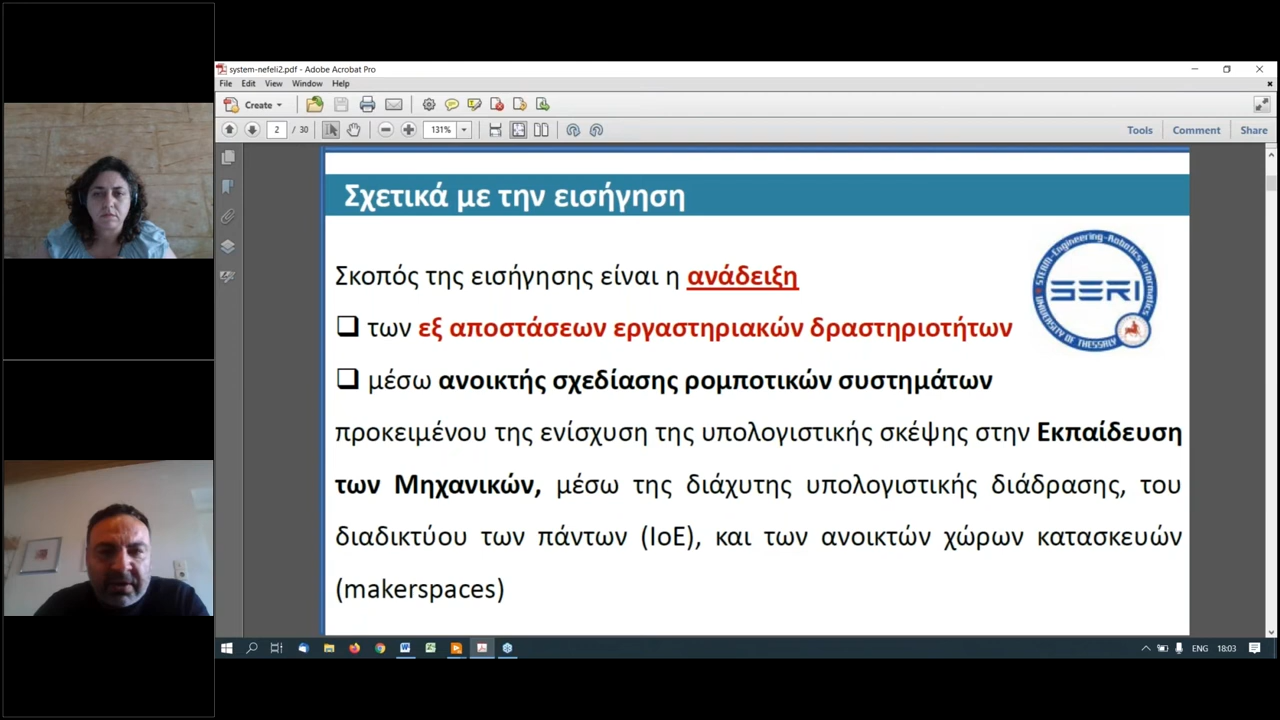 system-nefeli2.pdf - Adobe Acrobat Pro
File Edit View Window Help
Create
2 / 30 131% Tools Comment Share
Σχετικά με την εισήγηση
Σκοπός της εισήγησης είναι η ανάδειξη
των εξ αποστάσεων εργαστηριακών δραστηριοτήτων
μέσω ανοικτής σχεδίασης ρομποτικών συστημάτων
προκειμένου της ενίσχυση της υπολογιστικής σκέψης στην Εκπαίδευση
των Μηχανικών, μέσω της διάχυτης υπολογιστικής διάδρασης, του
διαδικτύου των πάντων (IoE), και των ανοικτών χώρων κατασκευών
(makerspaces)
STEAM-Engineering-Robotics-Informatics
SERI
UNIVERSITY OF THESSALY
ENG 18:03